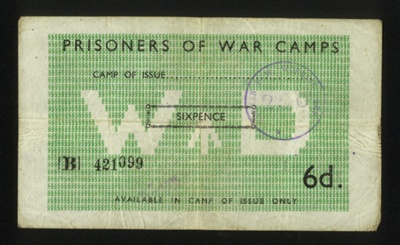 PRISONERS OF WAR CAMPS
CAMP OF ISSUE
W D
SIXPENCE
(B) 421099
6d.
AVAILABLE IN CAMP OF ISSUE ONLY